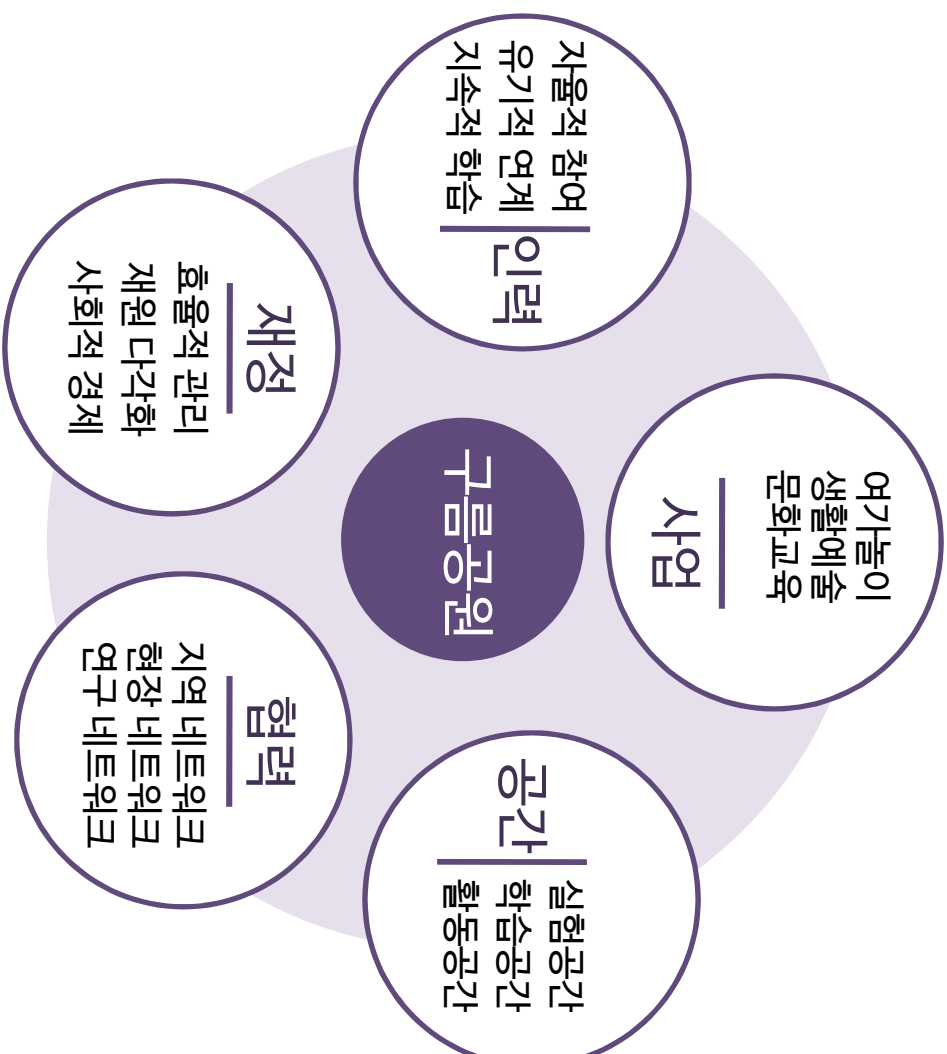 여가놀이
생활예술
문화교육
사업
자율적 참여
유기적 연계
지속적 학습
인력
구름공원
공간
실험공간
학습공간
활동공간
재정
효율적 관리
재원 다각화
사회적 경제
협력
지역 네트워크
현장 네트워크
연구 네트워크